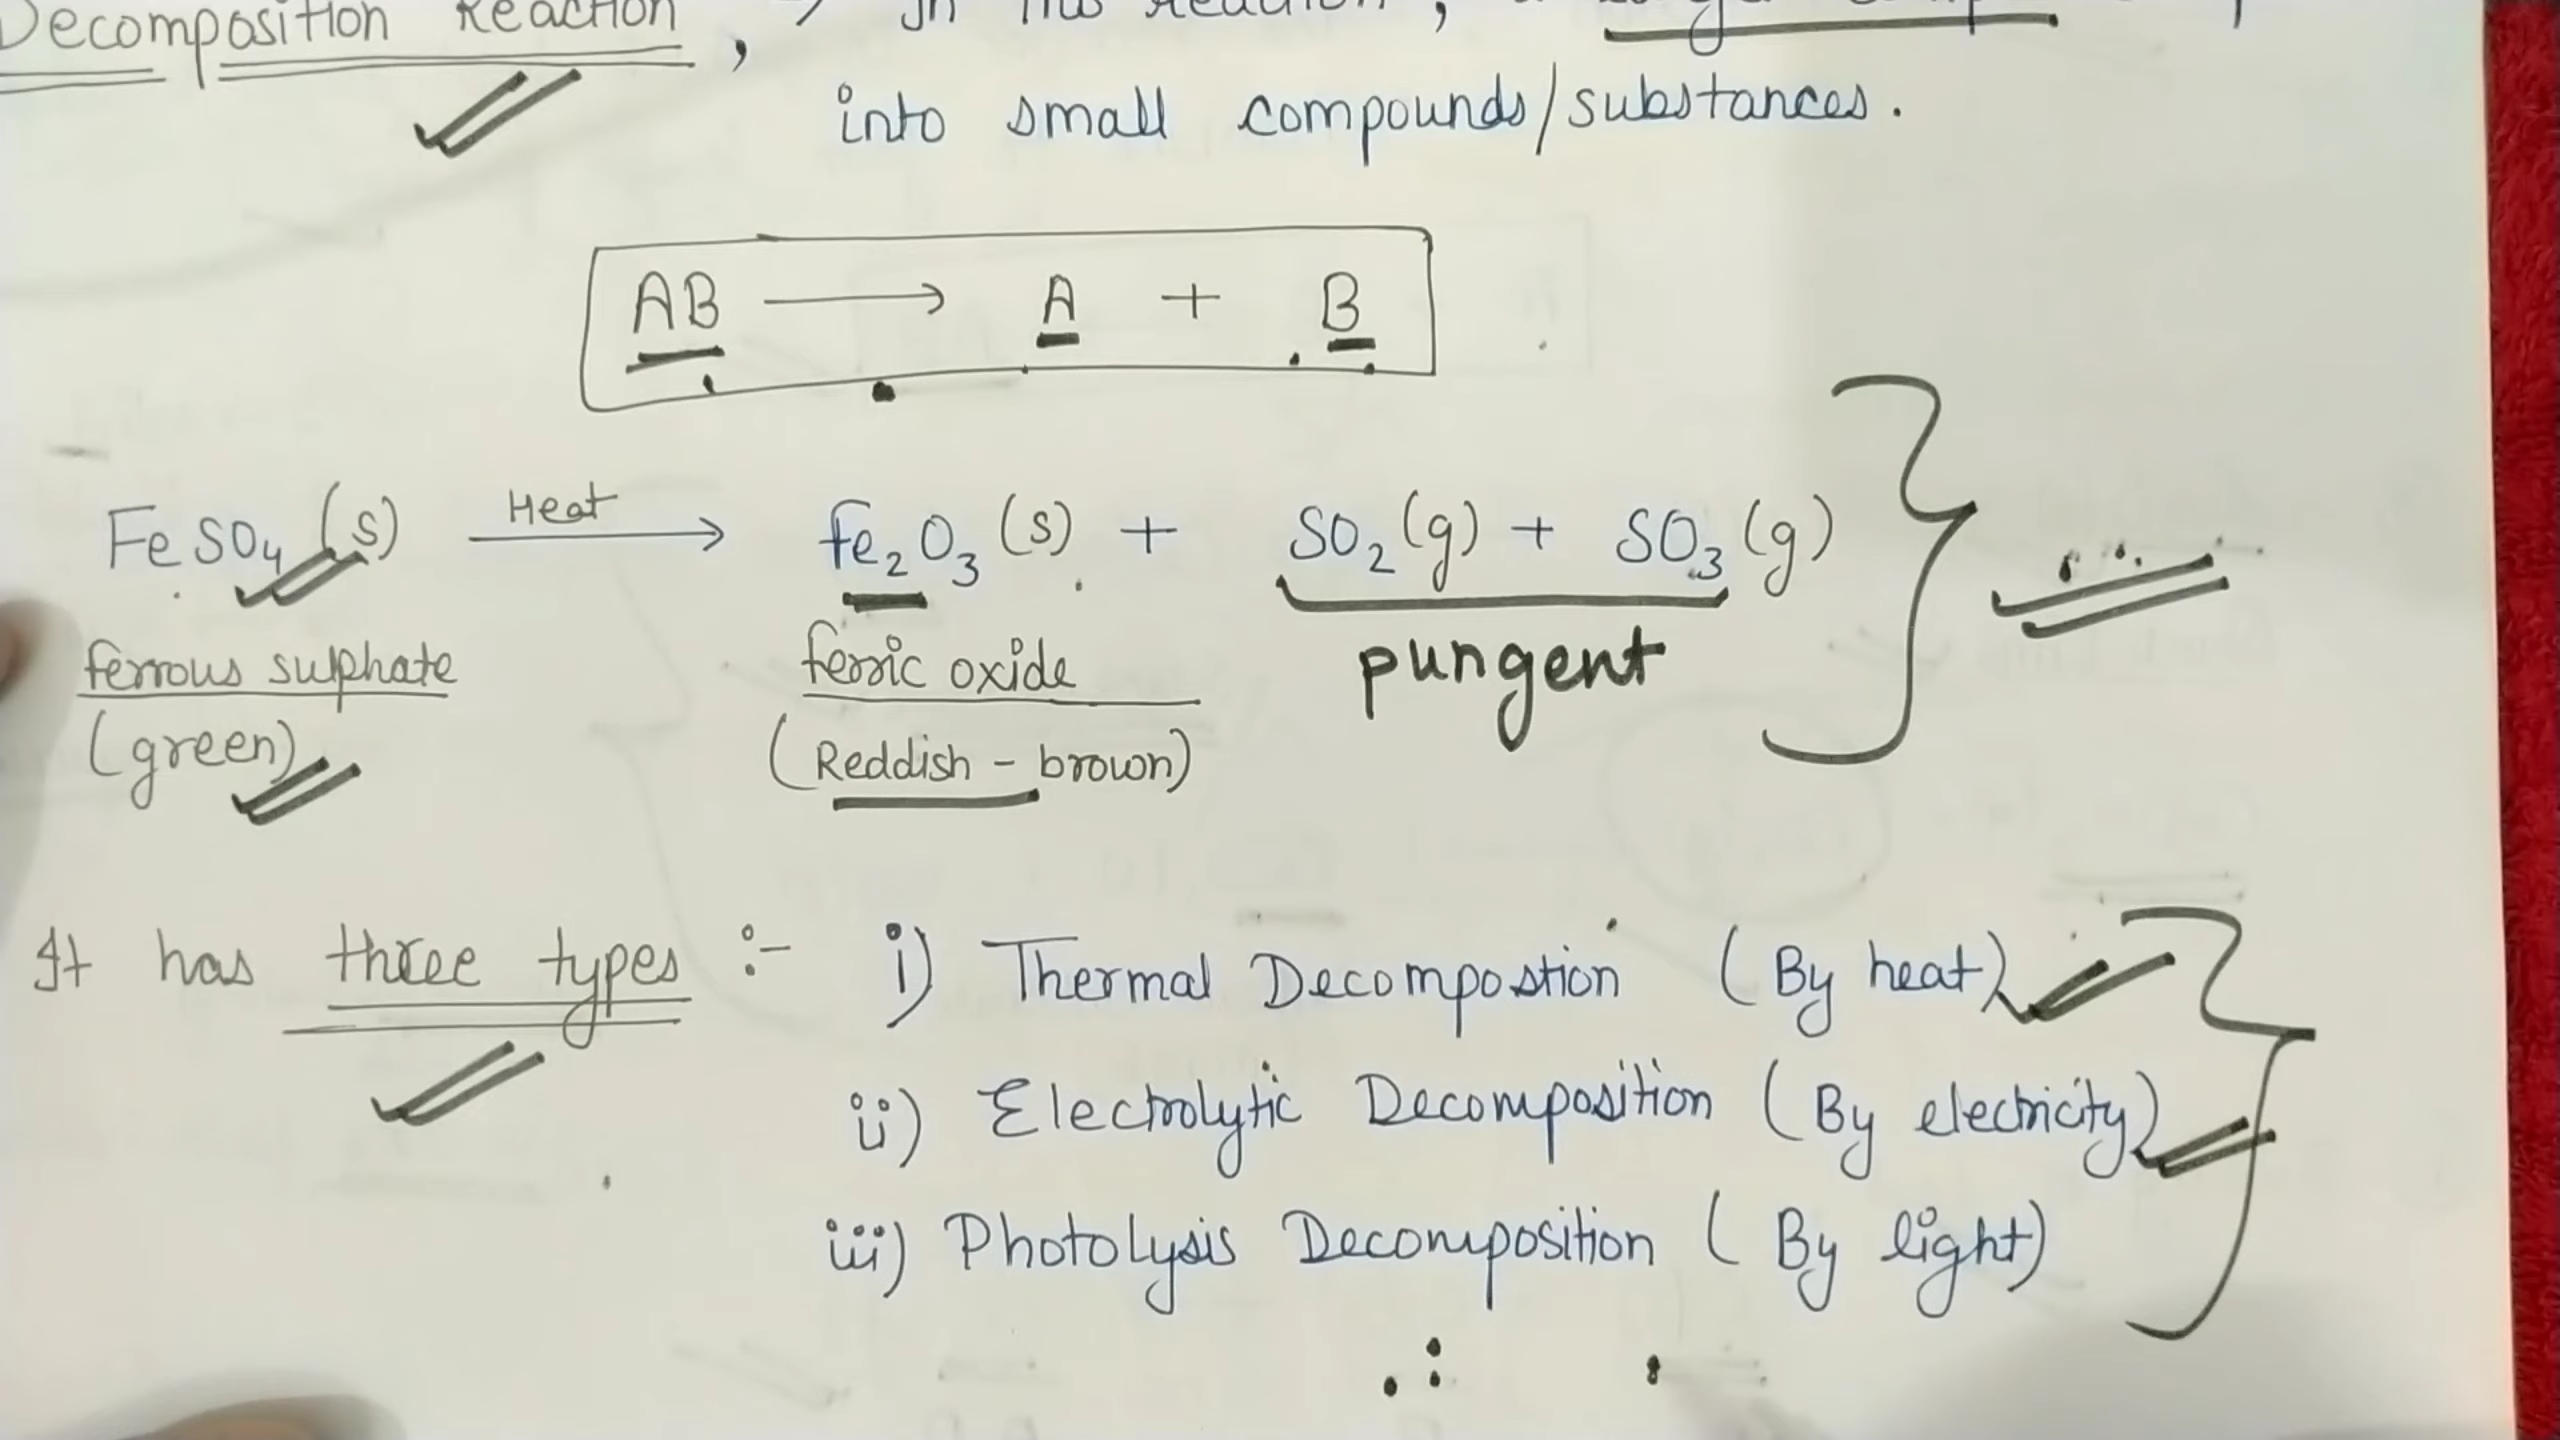 Decomposition Reaction, → In this reaction, a larger
into small compounds/substances.
AB ⟶ A + B
FeSO₄ (s) Heat⟶ Fe₂O₃ (s) + SO₂ (g) + SO₃ (g)
ferrous sulphate ferric oxide pungent
(green) (Reddish - brown)
It has three types :- i) Thermal Decompostion (By heat)
ii) Electrolytic Decomposition (By electricity)
iii) Photolysis Decomposition (By light)